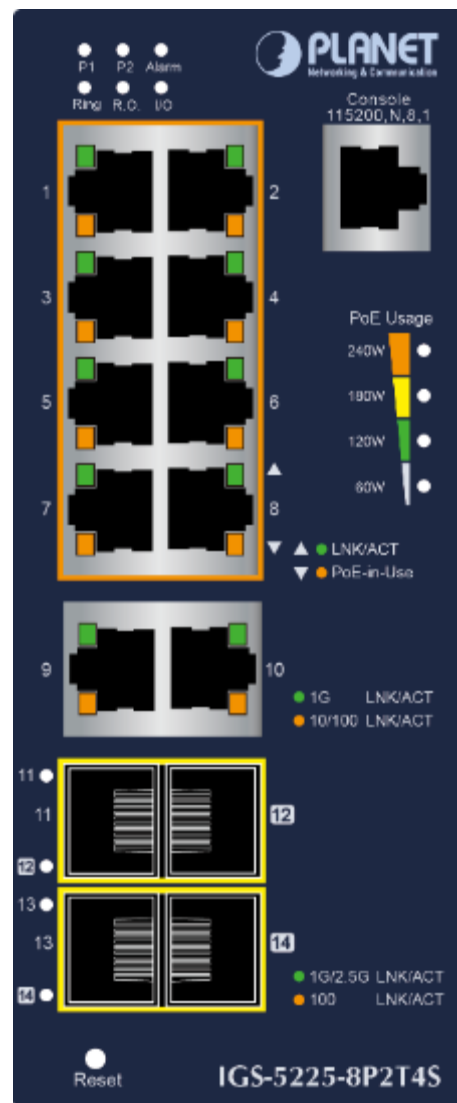 P1 P2 Alarm
Ring R.O. I/O
PLANET
Networking & Communication
Console
115200,N,8,1
1 2
3 4
5 6
7 8
PoE Usage
240W
180W
120W
60W
▲ LNK/ACT
▼ PoE-in-Use
9 10
1G LNK/ACT
10/100 LNK/ACT
11
11 12
12
13
13 14
14
1G/2.5G LNK/ACT
100 LNK/ACT
Reset
IGS-5225-8P2T4S